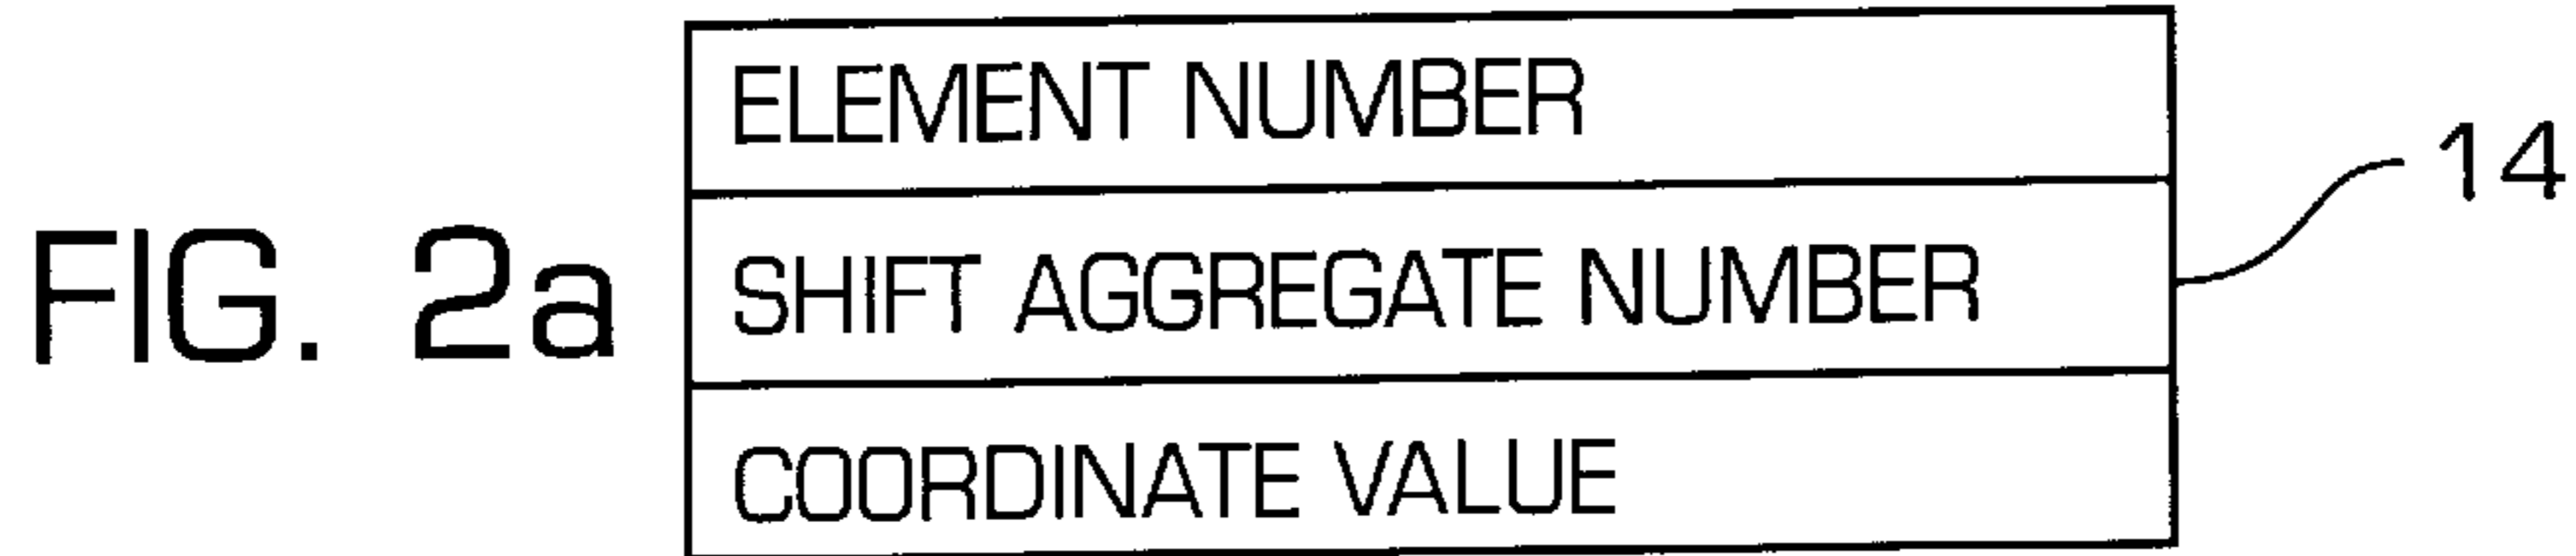 FIG. 2a
ELEMENT NUMBER
SHIFT AGGREGATE NUMBER
COORDINATE VALUE
14